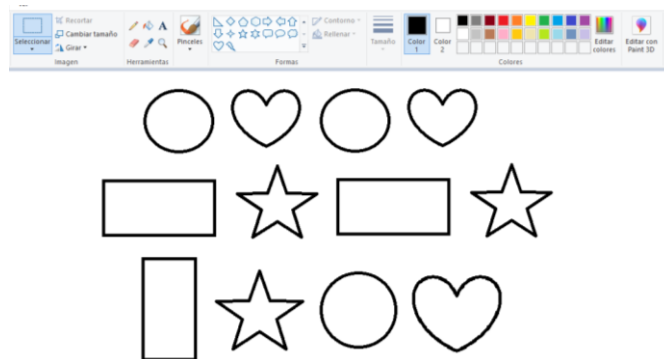 Recortar
Cambiar tamaño
Girar
Seleccionar
Imagen
Pinceles
Herramientas
Contorno
Rellenar
Formas
Tamaño
Color 1
Color 2
Editar colores
Colores
Editar con Paint 3D